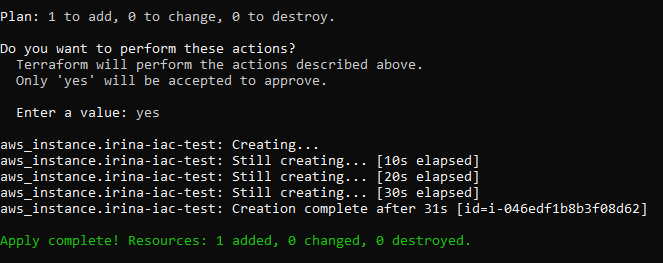 Plan: 1 to add, 0 to change, 0 to destroy.
Do you want to perform these actions?
Terraform will perform the actions described above.
Only 'yes' will be accepted to approve.
Enter a value: yes
aws_instance.irina-iac-test: Creating...
aws_instance.irina-iac-test: Still creating... [10s elapsed]
aws_instance.irina-iac-test: Still creating... [20s elapsed]
aws_instance.irina-iac-test: Still creating... [30s elapsed]
aws_instance.irina-iac-test: Creation complete after 31s [id=i-046edf1b8b3f08d62]
Apply complete! Resources: 1 added, 0 changed, 0 destroyed.